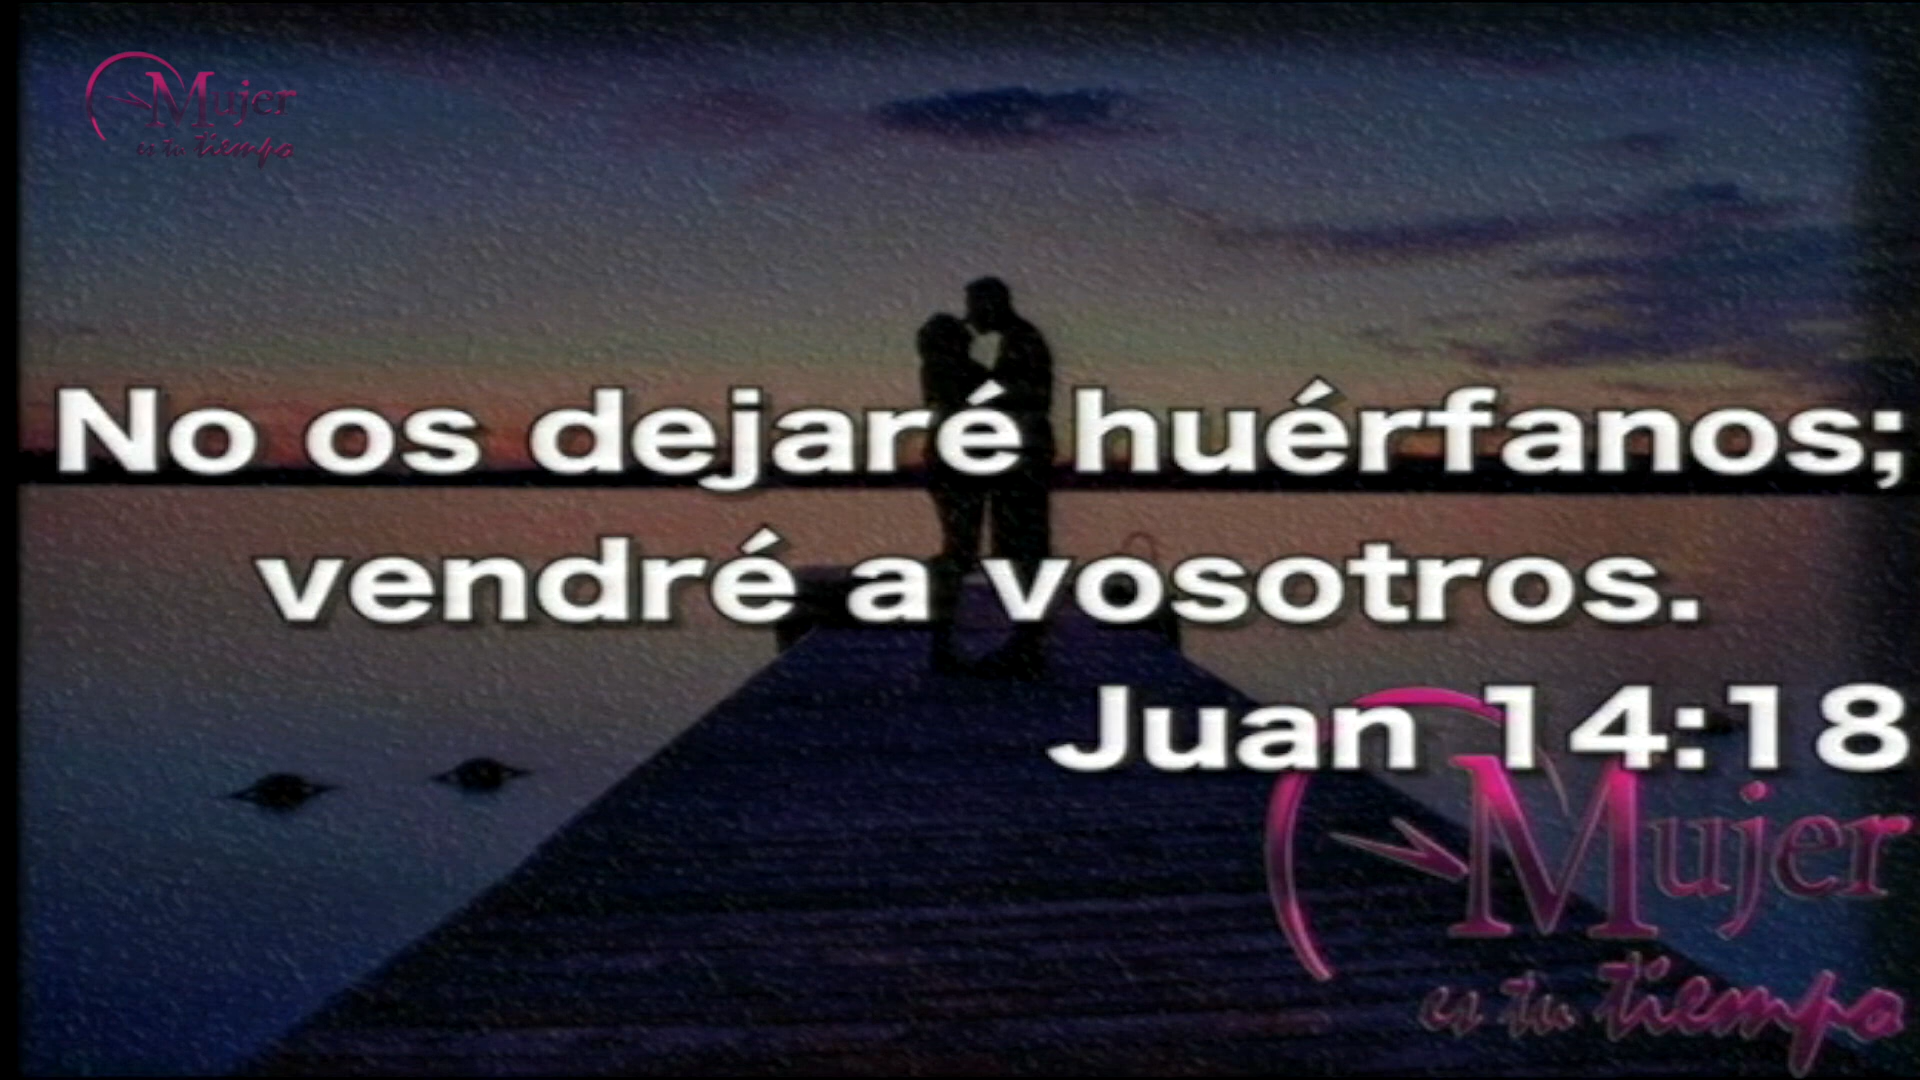 Mujer
es tu tiempo
No os dejaré huérfanos;
vendré a vosotros.
Juan 14:18
Mujer
es tu tiempo